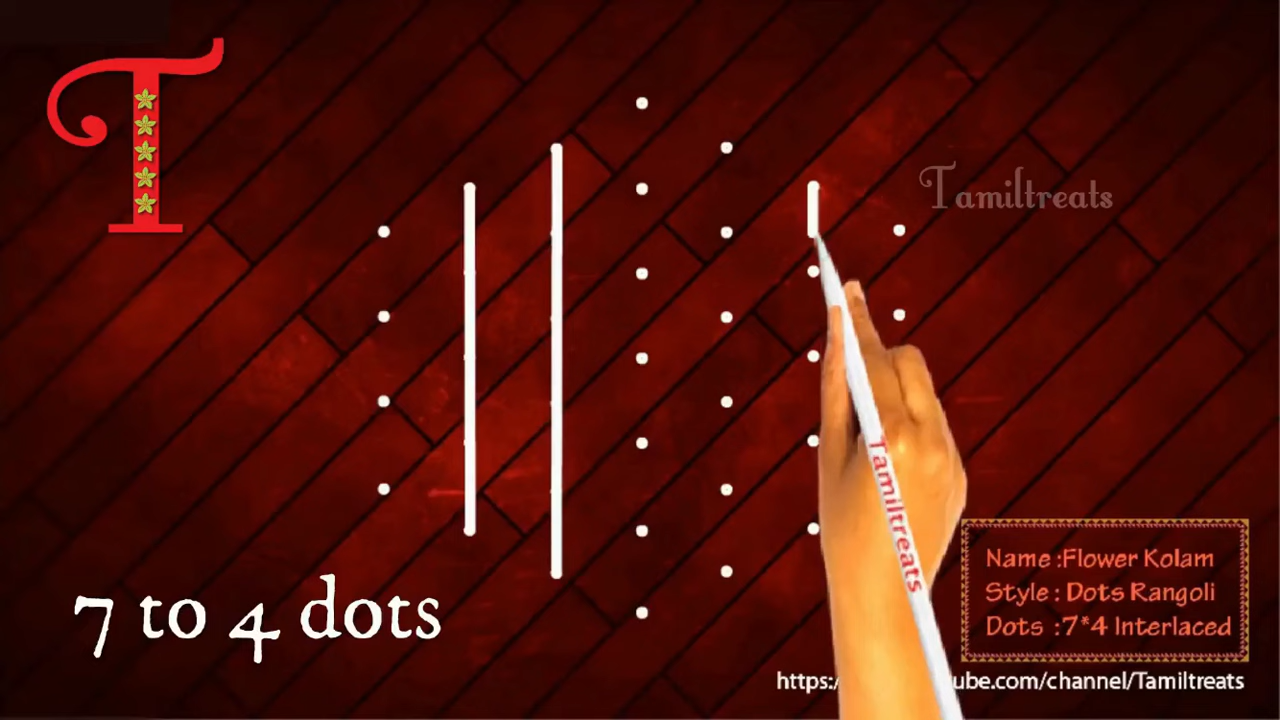 T
Tamiltreats
Tamiltreats
Name :Flower Kolam
Style : Dots Rangoli
Dots :7*4 Interlaced
7 to 4 dots
https:/ ube.com/channel/Tamiltreats